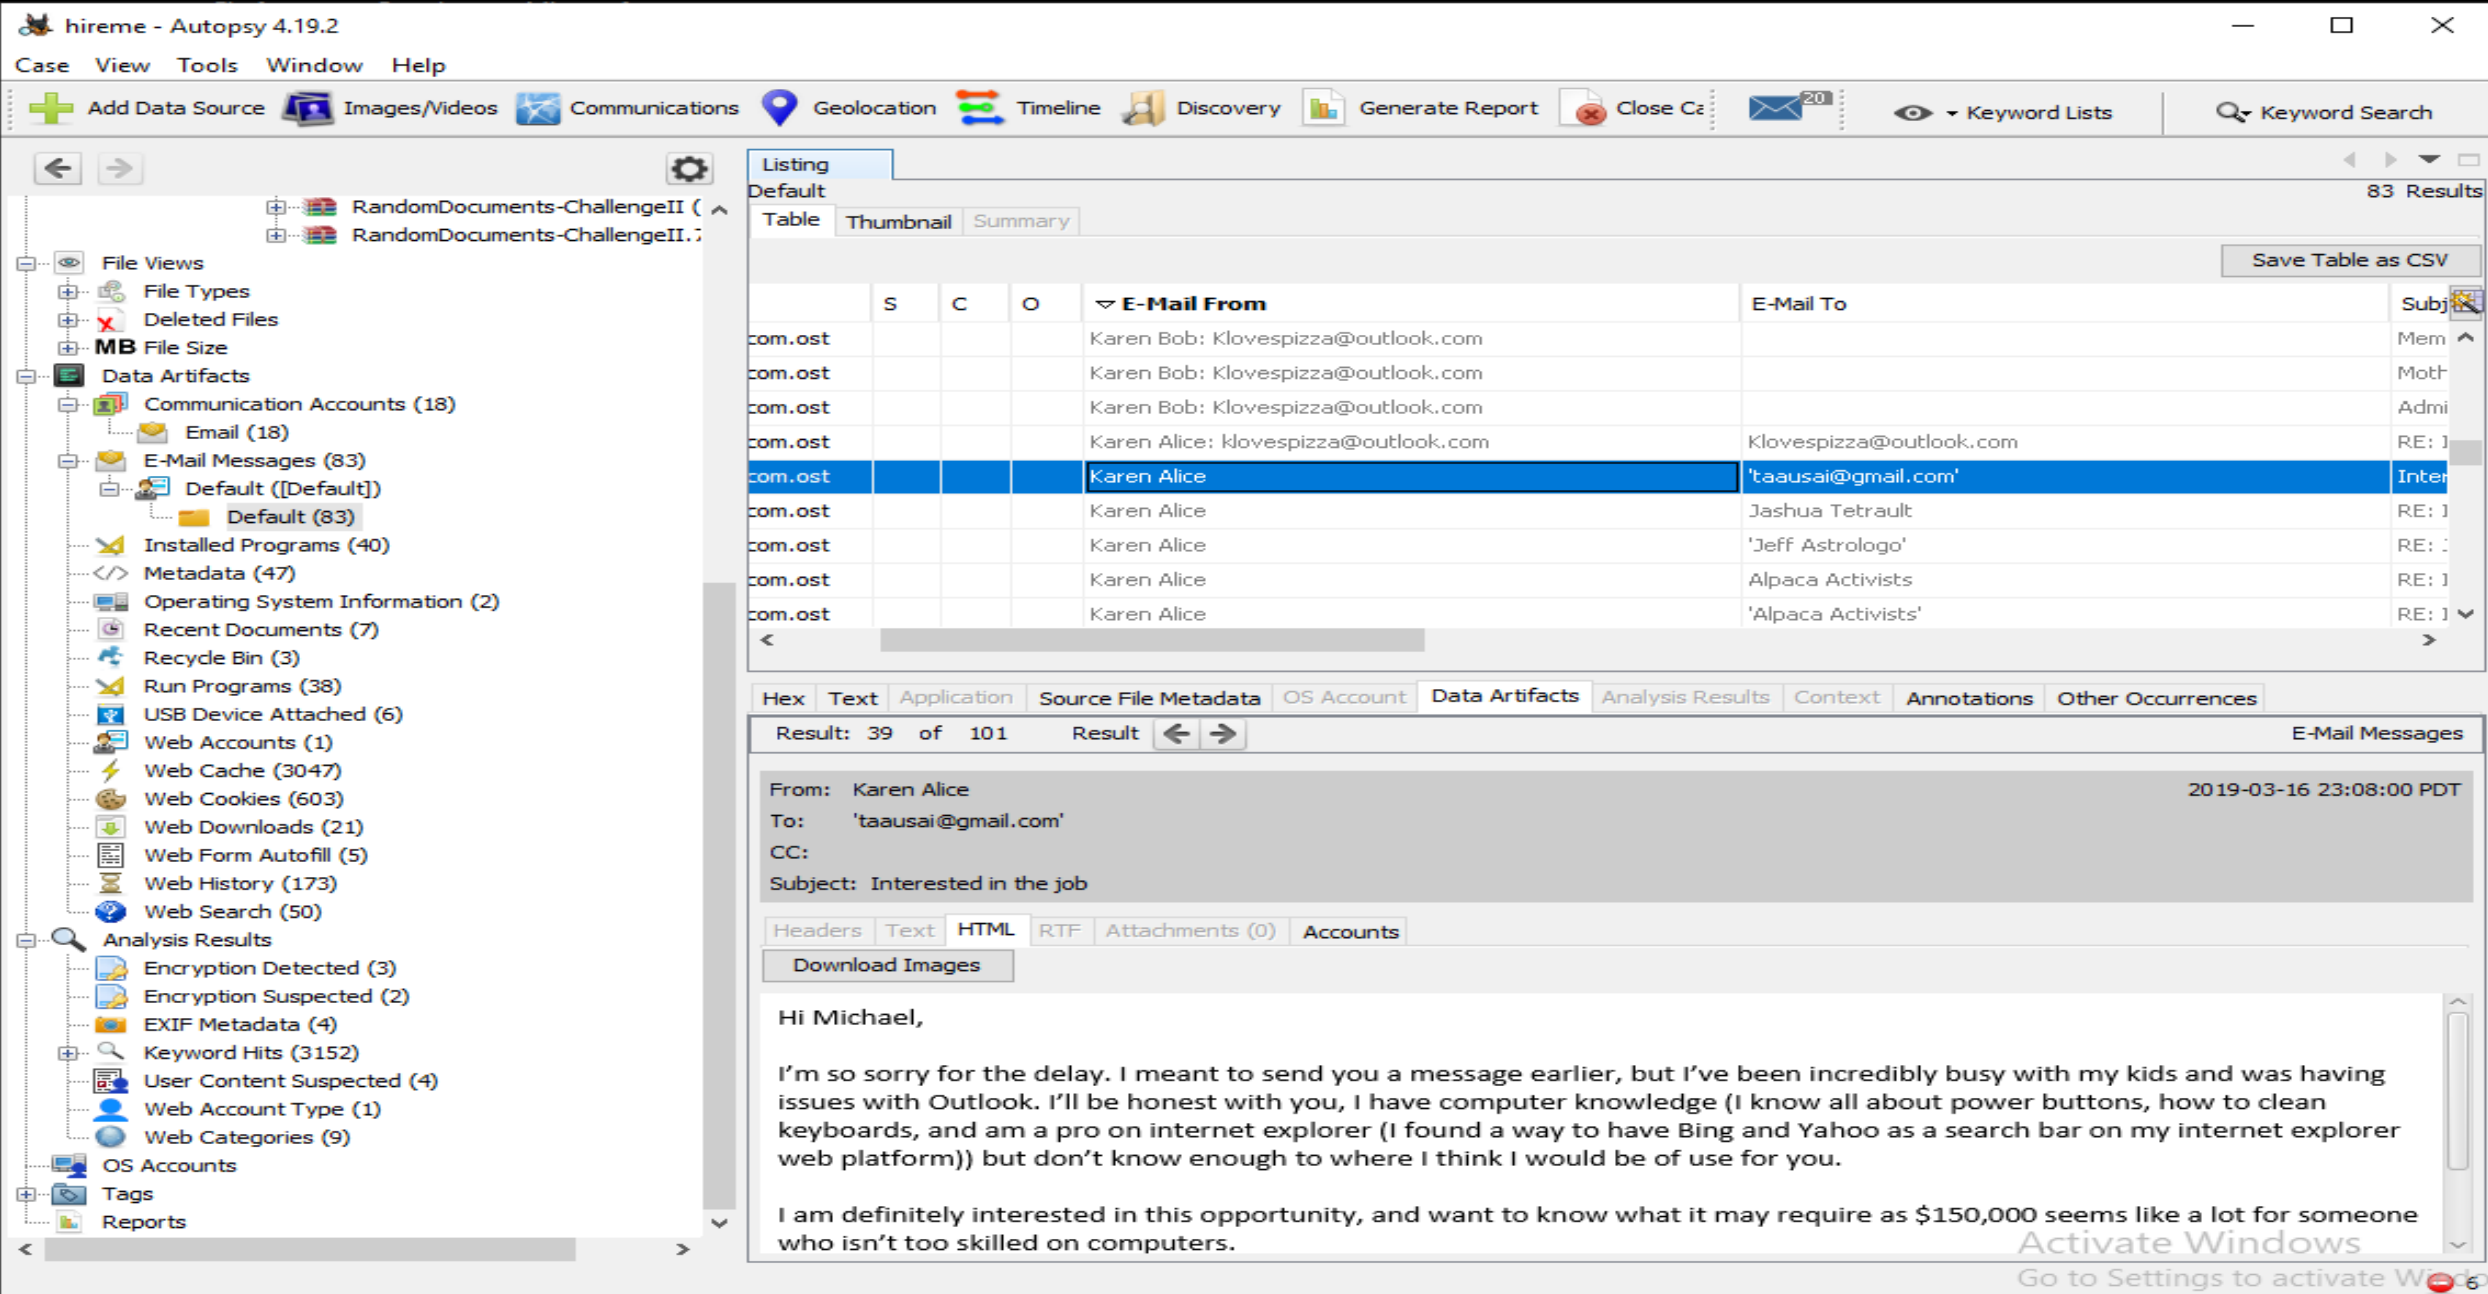 hireme - Autopsy 4.19.2
Case View Tools Window Help
Add Data Source Images/Videos Communications Geolocation Timeline Discovery Generate Report Close Ca 20 Keyword Lists Keyword Search
RandomDocuments-ChallengeII (
RandomDocuments-ChallengeII.7
File Views
File Types
Deleted Files
MB File Size
Data Artifacts
Communication Accounts (18)
Email (18)
E-Mail Messages (83)
Default ([Default])
Default (83)
Installed Programs (40)
Metadata (47)
Operating System Information (2)
Recent Documents (7)
Recycle Bin (3)
Run Programs (38)
USB Device Attached (6)
Web Accounts (1)
Web Cache (3047)
Web Cookies (603)
Web Downloads (21)
Web Form Autofill (5)
Web History (173)
Web Search (50)
Analysis Results
Encryption Detected (3)
Encryption Suspected (2)
EXIF Metadata (4)
Keyword Hits (3152)
User Content Suspected (4)
Web Account Type (1)
Web Categories (9)
OS Accounts
Tags
Reports
Listing
Default 83 Results
Table Thumbnail Summary
Save Table as CSV
S C O E-Mail From E-Mail To Subj
com.ost Karen Bob: Klovespizza@outlook.com Mem
com.ost Karen Bob: Klovespizza@outlook.com Moth
com.ost Karen Bob: Klovespizza@outlook.com Admi
com.ost Karen Alice: klovespizza@outlook.com Klovespizza@outlook.com RE: I
com.ost Karen Alice 'taausai@gmail.com' Inter
com.ost Karen Alice Jashua Tetrault RE: I
com.ost Karen Alice 'Jeff Astrologo' RE:
com.ost Karen Alice Alpaca Activists RE: I
com.ost Karen Alice 'Alpaca Activists' RE: I
Hex Text Application Source File Metadata OS Account Data Artifacts Analysis Results Context Annotations Other Occurrences
Result: 39 of 101 Result E-Mail Messages
From: Karen Alice 2019-03-16 23:08:00 PDT
To: 'taausai@gmail.com'
CC:
Subject: Interested in the job
Headers Text HTML RTF Attachments (0) Accounts
Download Images
Hi Michael,
I'm so sorry for the delay. I meant to send you a message earlier, but I've been incredibly busy with my kids and was having
issues with Outlook. I'll be honest with you, I have computer knowledge (I know all about power buttons, how to clean
keyboards, and am a pro on internet explorer (I found a way to have Bing and Yahoo as a search bar on my internet explorer
web platform)) but don't know enough to where I think I would be of use for you.
I am definitely interested in this opportunity, and want to know what it may require as $150,000 seems like a lot for someone
who isn't too skilled on computers.
Activate Windows
Go to Settings to activate Windo
6